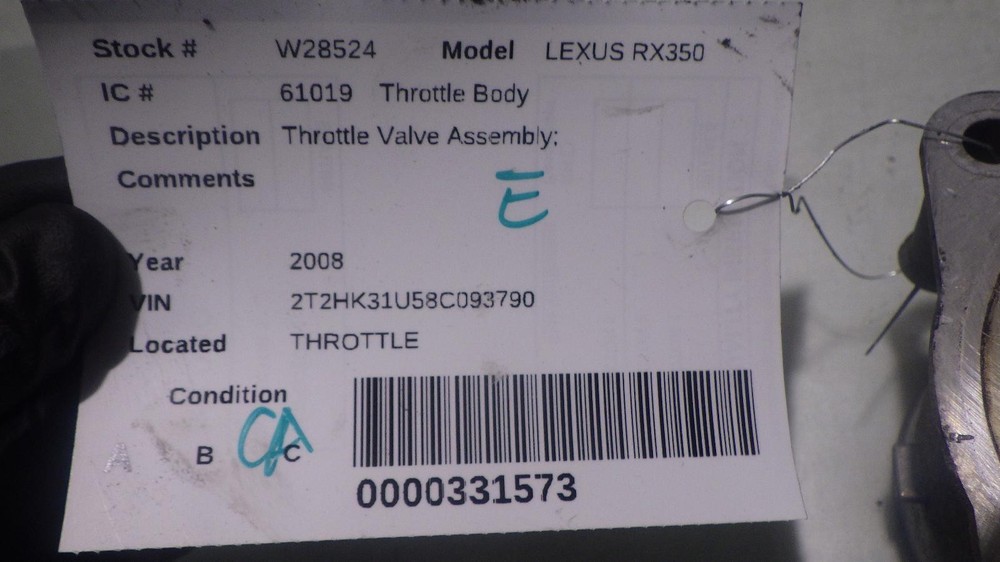 Stock # W28524 Model LEXUS RX350
IC # 61019 Throttle Body
Description Throttle Valve Assembly;
Comments
E
Year 2008
VIN 2T2HK31U58C093790
Located THROTTLE
Condition
A B C
CA
0000331573